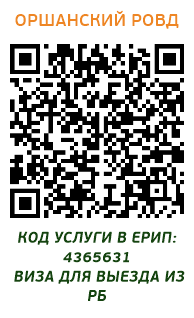 ОРШАНСКИЙ РОВД
КОД УСЛУГИ В ЕРИП:
4365631
ВИЗА ДЛЯ ВЫЕЗДА ИЗ
РБ